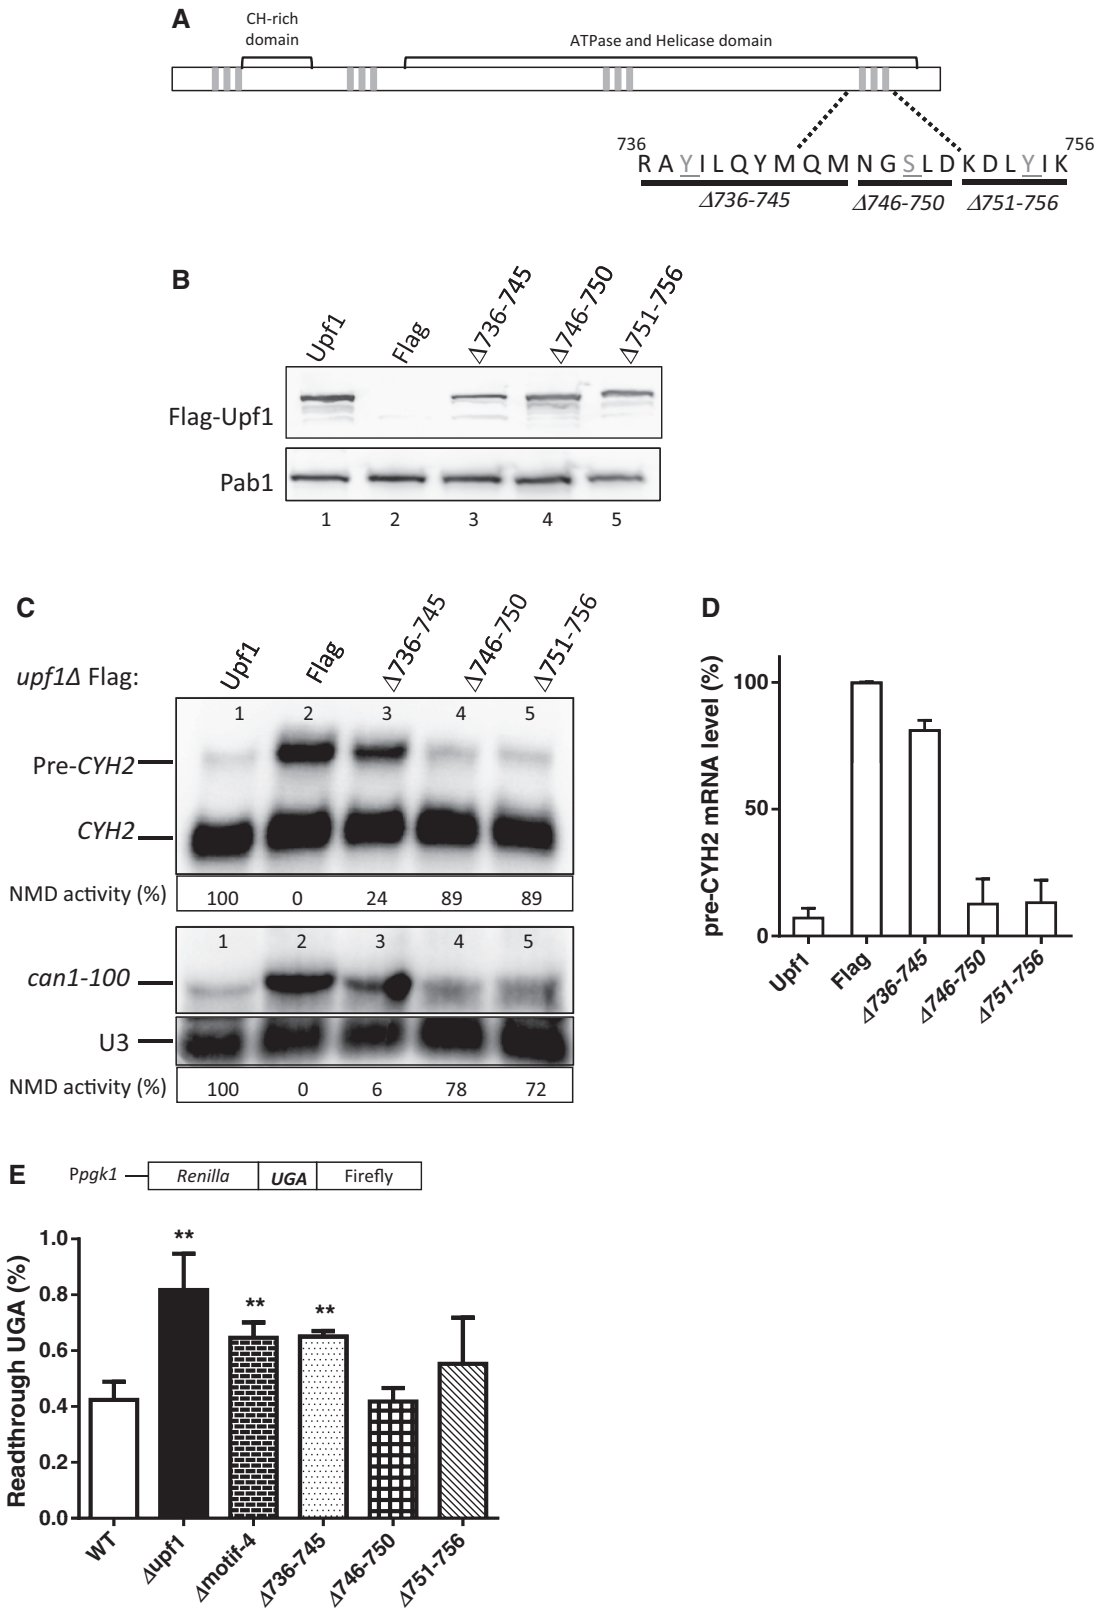 A
CH-rich
domain
ATPase and Helicase domain
736
756
R A Y I L Q Y M Q M N G S L D K D L Y I K
Δ736-745
Δ746-750
Δ751-756
B
Upf1
Flag
Δ736-745
Δ746-750
Δ751-756
Flag-Upf1
Pab1
1 2 3 4 5
C
upf1Δ Flag:
Upf1
Flag
Δ736-745
Δ746-750
Δ751-756
1 2 3 4 5
Pre-CYH2
CYH2
NMD activity (%) 100 0 24 89 89
1 2 3 4 5
can1-100
U3
NMD activity (%) 100 0 6 78 72
D
pre-CYH2 mRNA level (%)
100
50
0
Upf1
Flag
Δ736-745
Δ746-750
Δ751-756
E
Ppgk1 Renilla UGA Firefly
Readthrough UGA (%)
1.0
0.8
0.6
0.4
0.2
0.0
**
**
**
WT
Δupf1
Δmotif-4
Δ736-745
Δ746-750
Δ751-756